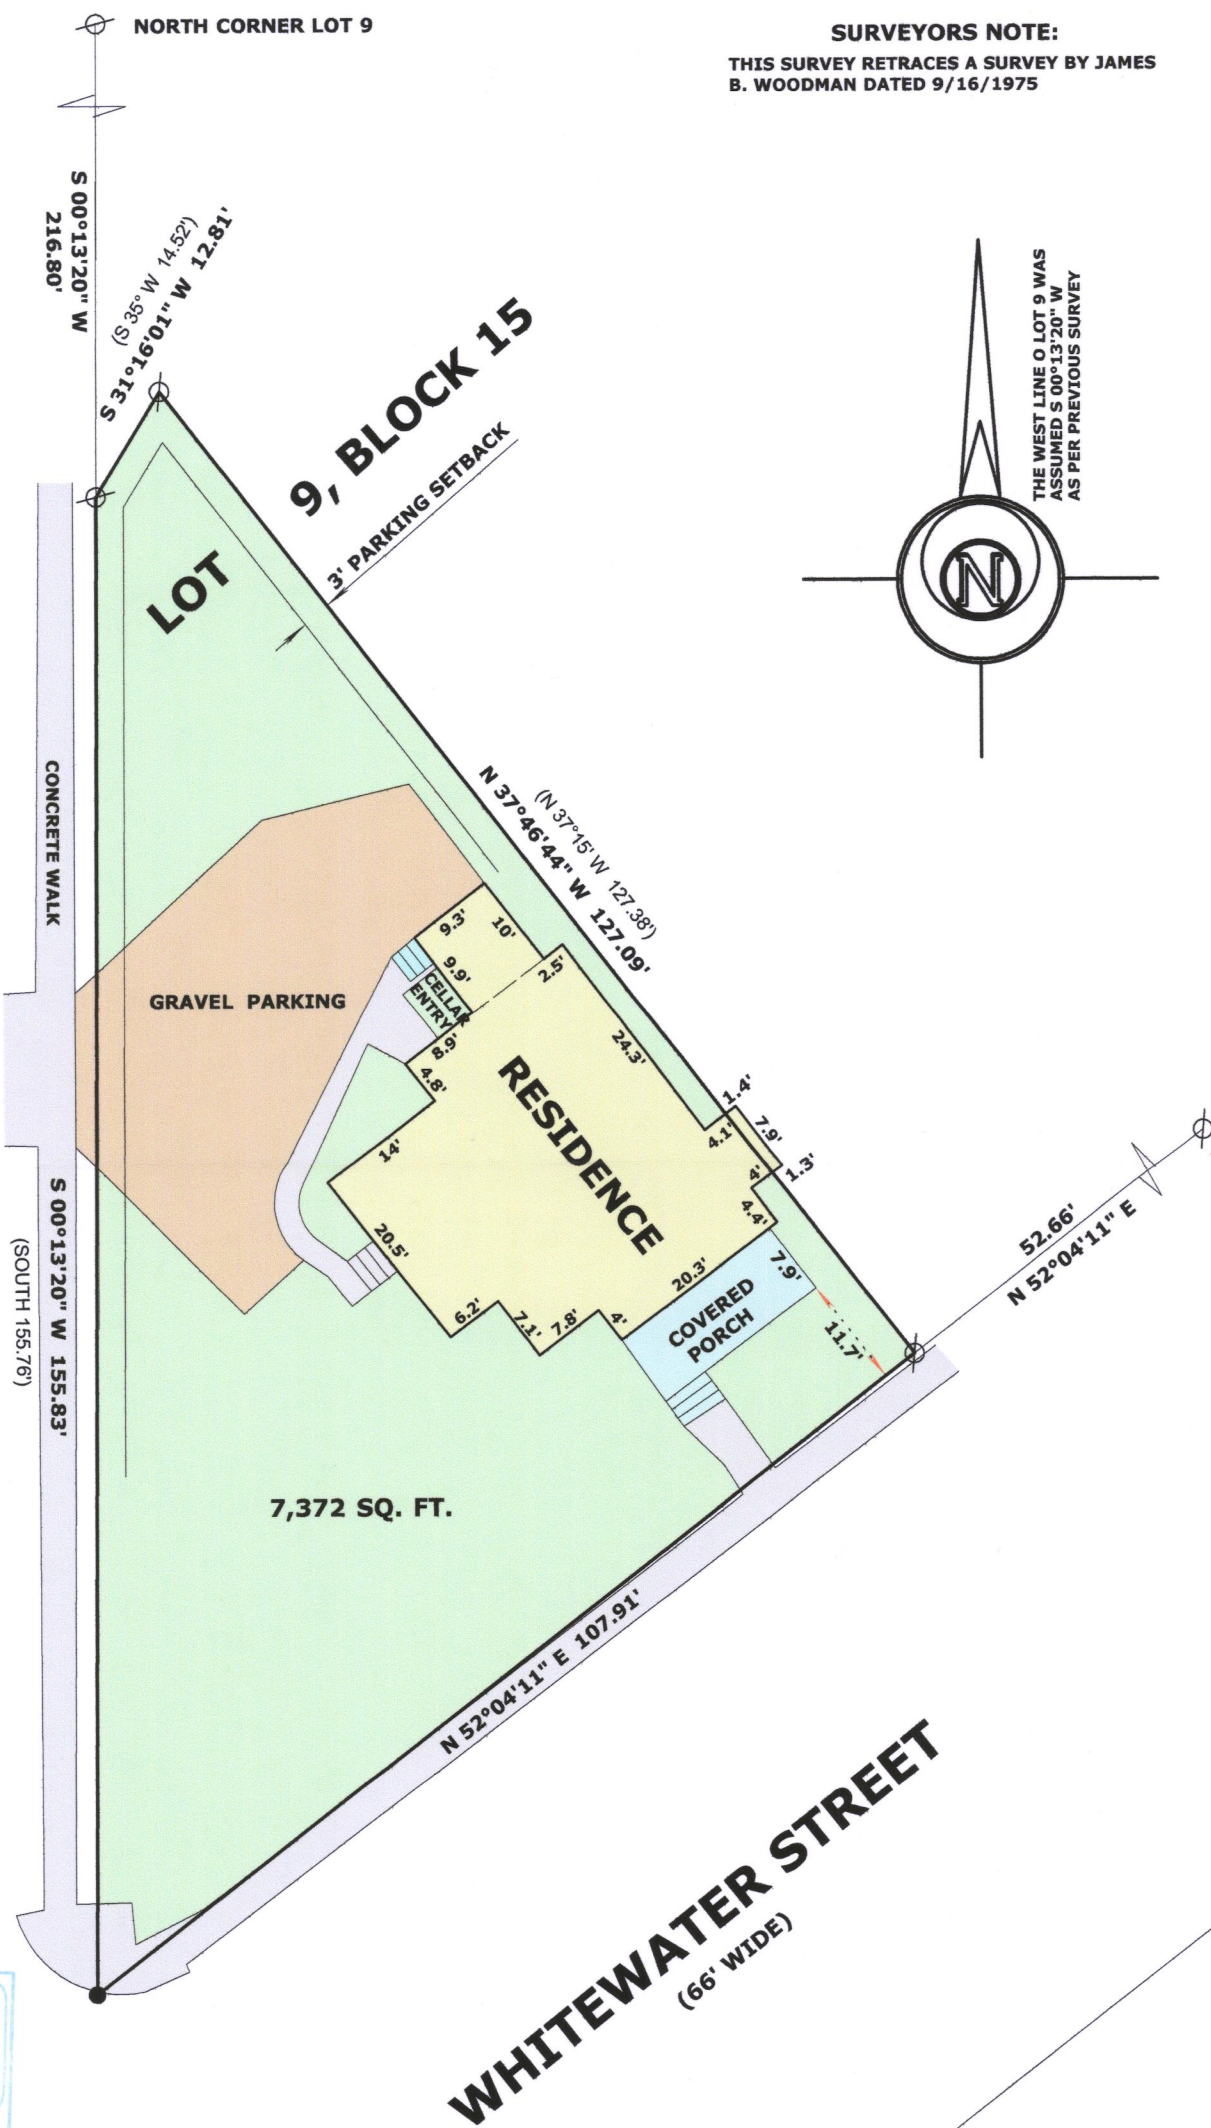 NORTH CORNER LOT 9
SURVEYORS NOTE:
THIS SURVEY RETRACES A SURVEY BY JAMES
B. WOODMAN DATED 9/16/1975
S 00°13'20" W
216.80'
(S 35° W 14.52')
S 31°16'01" W 12.81'
THE WEST LINE O LOT 9 WAS
ASSUMED S 00°13'20" W
AS PER PREVIOUS SURVEY
N
LOT
9, BLOCK 15
3' PARKING SETBACK
CONCRETE WALK
(N 37°15' W 127.38')
N 37°46'44" W 127.09'
GRAVEL PARKING
9.3'
10'
9.9'
2.5'
CELLAR
ENTRY
8.9'
4.8'
24.3'
RESIDENCE
1.4'
7.9'
4.1'
1.3'
4'
4.4'
14'
20.5'
6.2'
7.1'
7.8'
4'
20.3'
7.9'
COVERED
PORCH
11.7'
52.66'
N 52°04'11" E
S 00°13'20" W 155.83'
(SOUTH 155.76')
7,372 SQ. FT.
N 52°04'11" E 107.91'
WHITEWATER STREET
(66' WIDE)